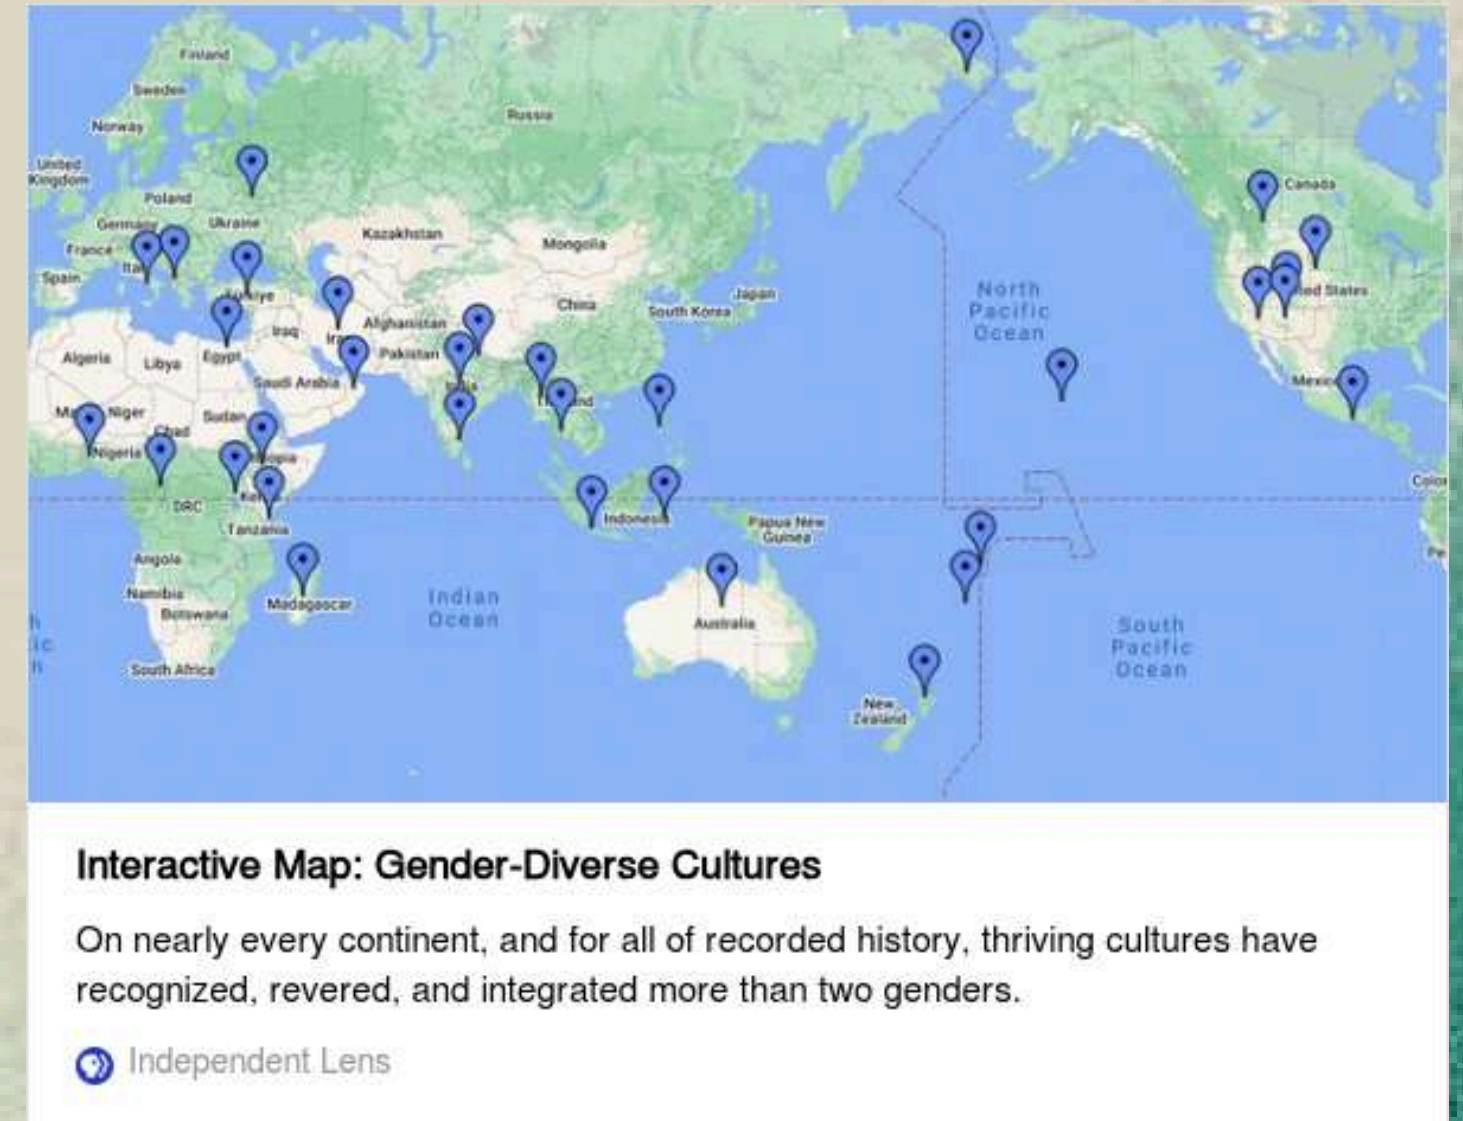 Finland
Sweden
Norway
Russia
United
Kingdom
Poland
Germany
Ukraine
France
Kazakhstan
Mongolia
Canada
Spain
Japan
North
Pacific
Ocean
China
South Korea
Afghanistan
Iraq
Algeria
Libya
Egypt
Pakistan
Saudi Arabia
Niger
Sudan
Chad
Nigeria
DRC
Indonesia
Papua New
Guinea
Tanzania
Angola
Namibia
Botswana
Madagascar
Indian
Ocean
Australia
South
Pacific
Ocean
South Africa
New
Zealand
Interactive Map: Gender-Diverse Cultures
On nearly every continent, and for all of recorded history, thriving cultures have
recognized, revered, and integrated more than two genders.
Independent Lens